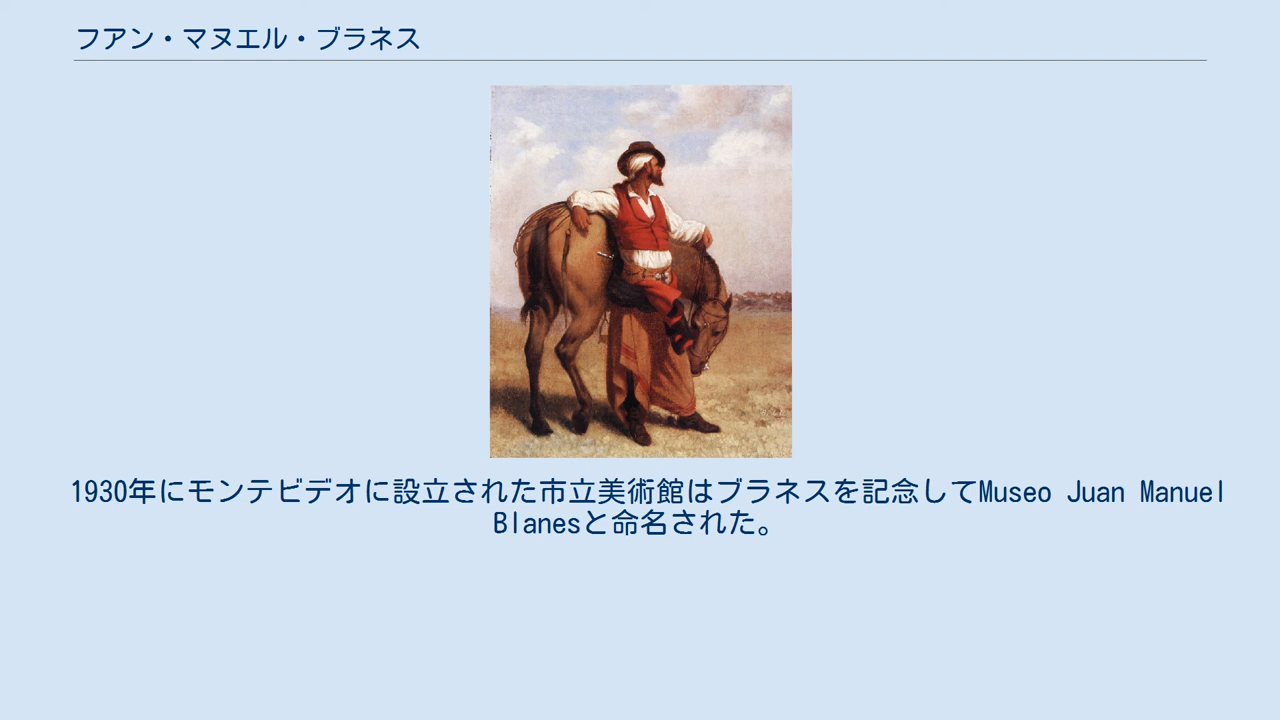 フアン・マヌエル・ブラネス
1930年にモンテビデオに設立された市立美術館はブラネスを記念してMuseo Juan Manuel
Blanesと命名された。